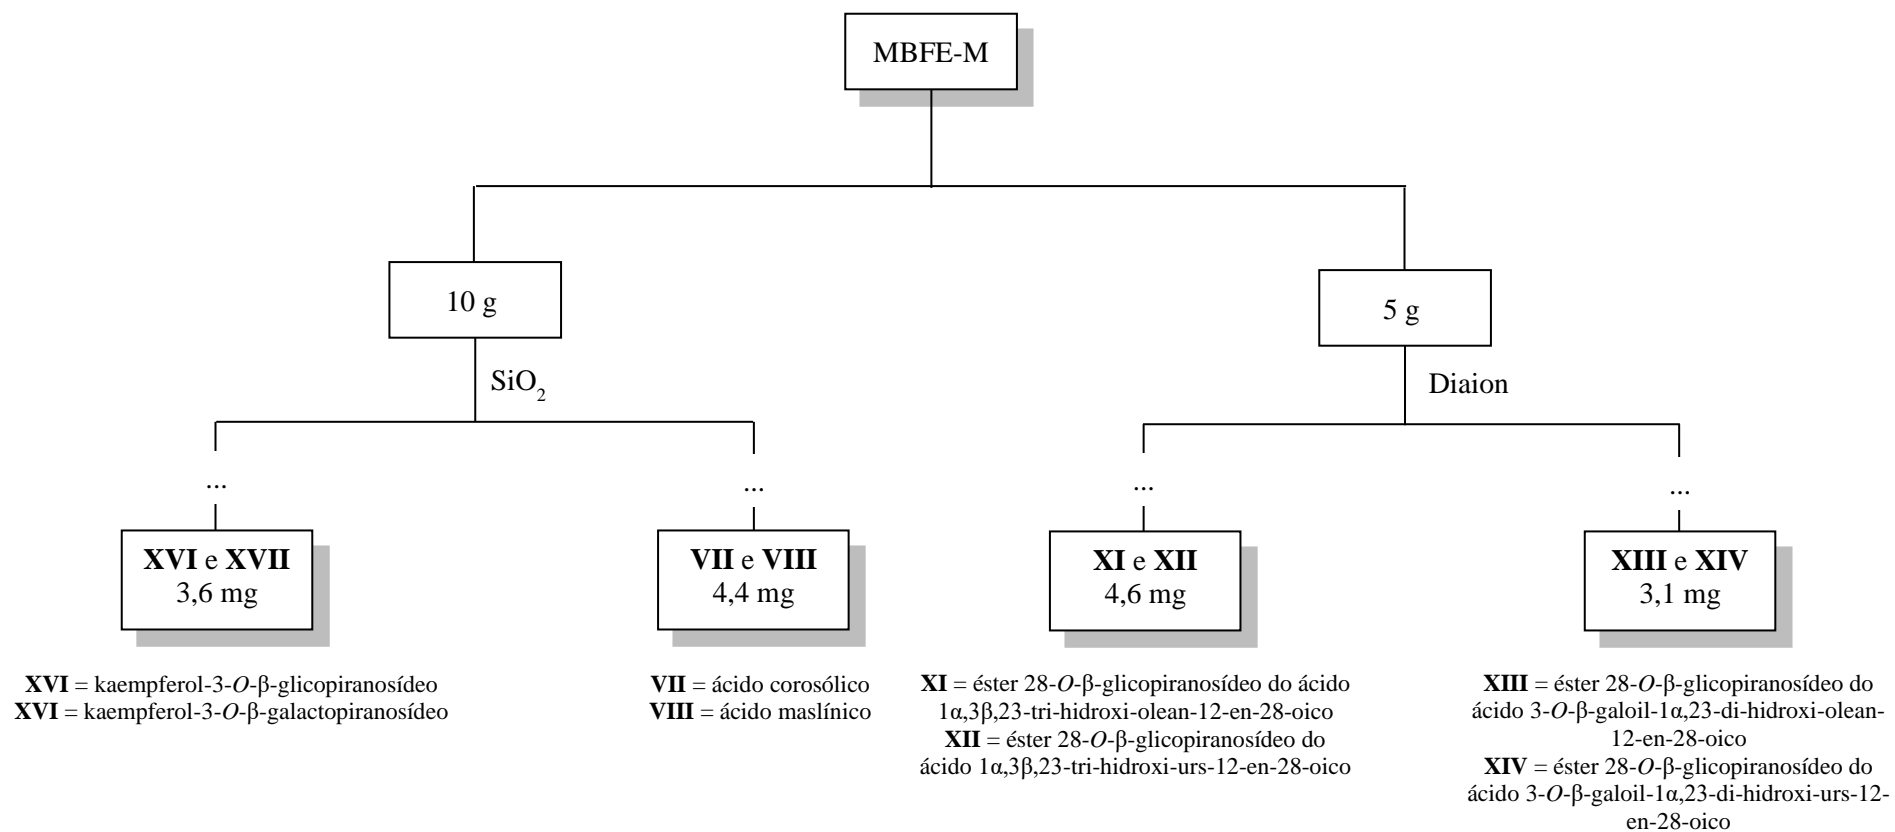 MBFE-M
10 g
5 g
SiO₂
Diaion
...
...
...
...
XVI e XVII
3,6 mg
VII e VIII
4,4 mg
XI e XII
4,6 mg
XIII e XIV
3,1 mg
XVI = kaempferol-3-O-β-glicopiranosídeo
XVI = kaempferol-3-O-β-galactopiranosídeo
VII = ácido corosólico
VIII = ácido maslínico
XI = éster 28-O-β-glicopiranosídeo do ácido
1α,3β,23-tri-hidroxi-olean-12-en-28-oico
XII = éster 28-O-β-glicopiranosídeo do
ácido 1α,3β,23-tri-hidroxi-urs-12-en-28-oico
XIII = éster 28-O-β-glicopiranosídeo do
ácido 3-O-β-galoil-1α,23-di-hidroxi-olean-
12-en-28-oico
XIV = éster 28-O-β-glicopiranosídeo do
ácido 3-O-β-galoil-1α,23-di-hidroxi-urs-12-
en-28-oico